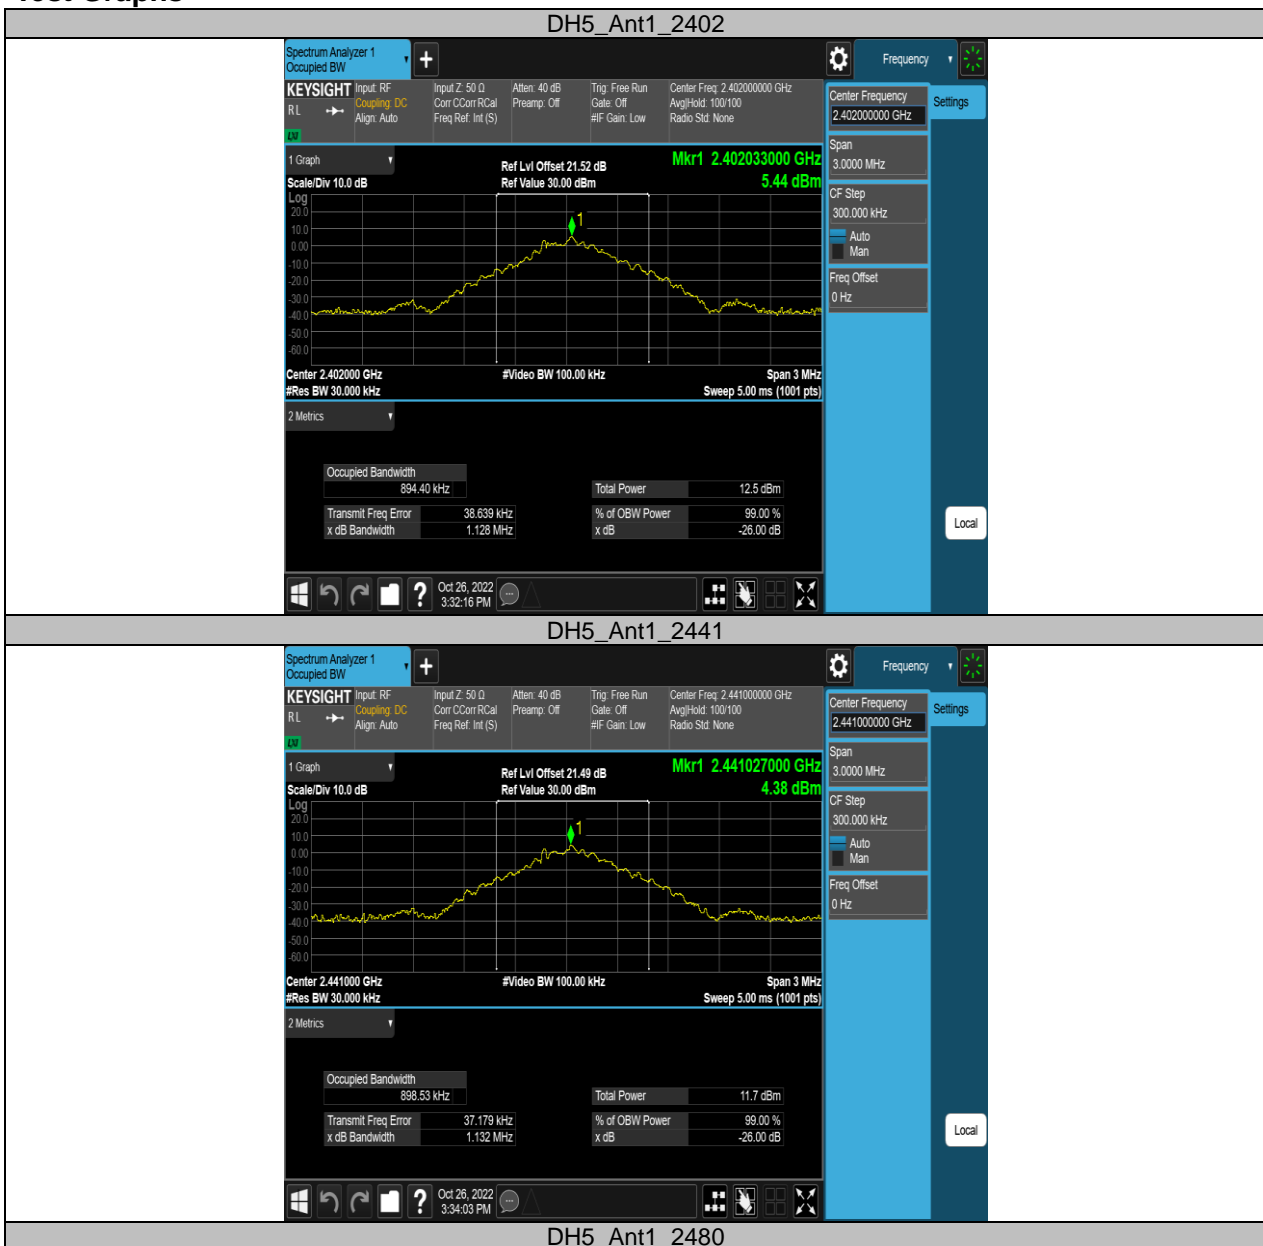 DH5_Ant1_2402
Spectrum Analyzer 1
Occupied BW
Frequency
KEYSIGHT
R L
LXI
Input: RF
Coupling: DC
Align: Auto
Input Z: 50 Ω
Corr CCorr RCal
Freq Ref: Int (S)
Atten: 40 dB
Preamp: Off
Trig: Free Run
Gate: Off
#IF Gain: Low
Center Freq: 2.402000000 GHz
Avg|Hold: 100/100
Radio Std: None
Center Frequency
2.402000000 GHz
Settings
Span
3.0000 MHz
CF Step
300.000 kHz
Auto
Man
Freq Offset
0 Hz
Local
1 Graph
Scale/Div 10.0 dB
Ref Lvl Offset 21.52 dB
Ref Value 30.00 dBm
Mkr1 2.402033000 GHz
5.44 dBm
Log
20.0
10.0
0.00
-10.0
-20.0
-30.0
-40.0
-50.0
-60.0
1
Center 2.402000 GHz
#Res BW 30.000 kHz
#Video BW 100.00 kHz
Span 3 MHz
Sweep 5.00 ms (1001 pts)
2 Metrics
Occupied Bandwidth
894.40 kHz
Total Power 12.5 dBm
Transmit Freq Error 38.639 kHz
% of OBW Power 99.00 %
x dB Bandwidth 1.128 MHz
x dB -26.00 dB
?
Oct 26, 2022
3:32:16 PM
DH5_Ant1_2441
Spectrum Analyzer 1
Occupied BW
Frequency
KEYSIGHT
R L
LXI
Input: RF
Coupling: DC
Align: Auto
Input Z: 50 Ω
Corr CCorr RCal
Freq Ref: Int (S)
Atten: 40 dB
Preamp: Off
Trig: Free Run
Gate: Off
#IF Gain: Low
Center Freq: 2.441000000 GHz
Avg|Hold: 100/100
Radio Std: None
Center Frequency
2.441000000 GHz
Settings
Span
3.0000 MHz
CF Step
300.000 kHz
Auto
Man
Freq Offset
0 Hz
Local
1 Graph
Scale/Div 10.0 dB
Ref Lvl Offset 21.49 dB
Ref Value 30.00 dBm
Mkr1 2.441027000 GHz
4.38 dBm
Log
20.0
10.0
0.00
-10.0
-20.0
-30.0
-40.0
-50.0
-60.0
1
Center 2.441000 GHz
#Res BW 30.000 kHz
#Video BW 100.00 kHz
Span 3 MHz
Sweep 5.00 ms (1001 pts)
2 Metrics
Occupied Bandwidth
898.53 kHz
Total Power 11.7 dBm
Transmit Freq Error 37.179 kHz
% of OBW Power 99.00 %
x dB Bandwidth 1.132 MHz
x dB -26.00 dB
?
Oct 26, 2022
3:34:03 PM
DH5_Ant1_2480